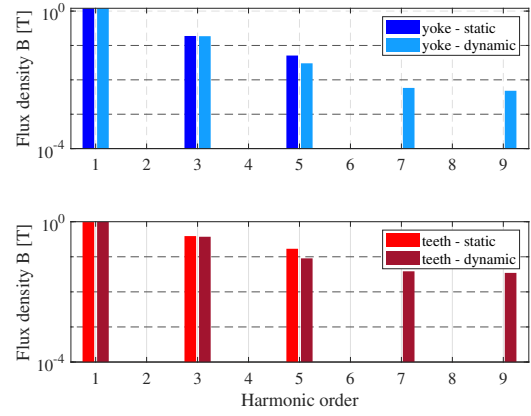 10^0
yoke - static
yoke - dynamic
Flux density B [T]
10^-4
1 2 3 4 5 6 7 8 9
10^0
teeth - static
teeth - dynamic
Flux density B [T]
10^-4
1 2 3 4 5 6 7 8 9
Harmonic order